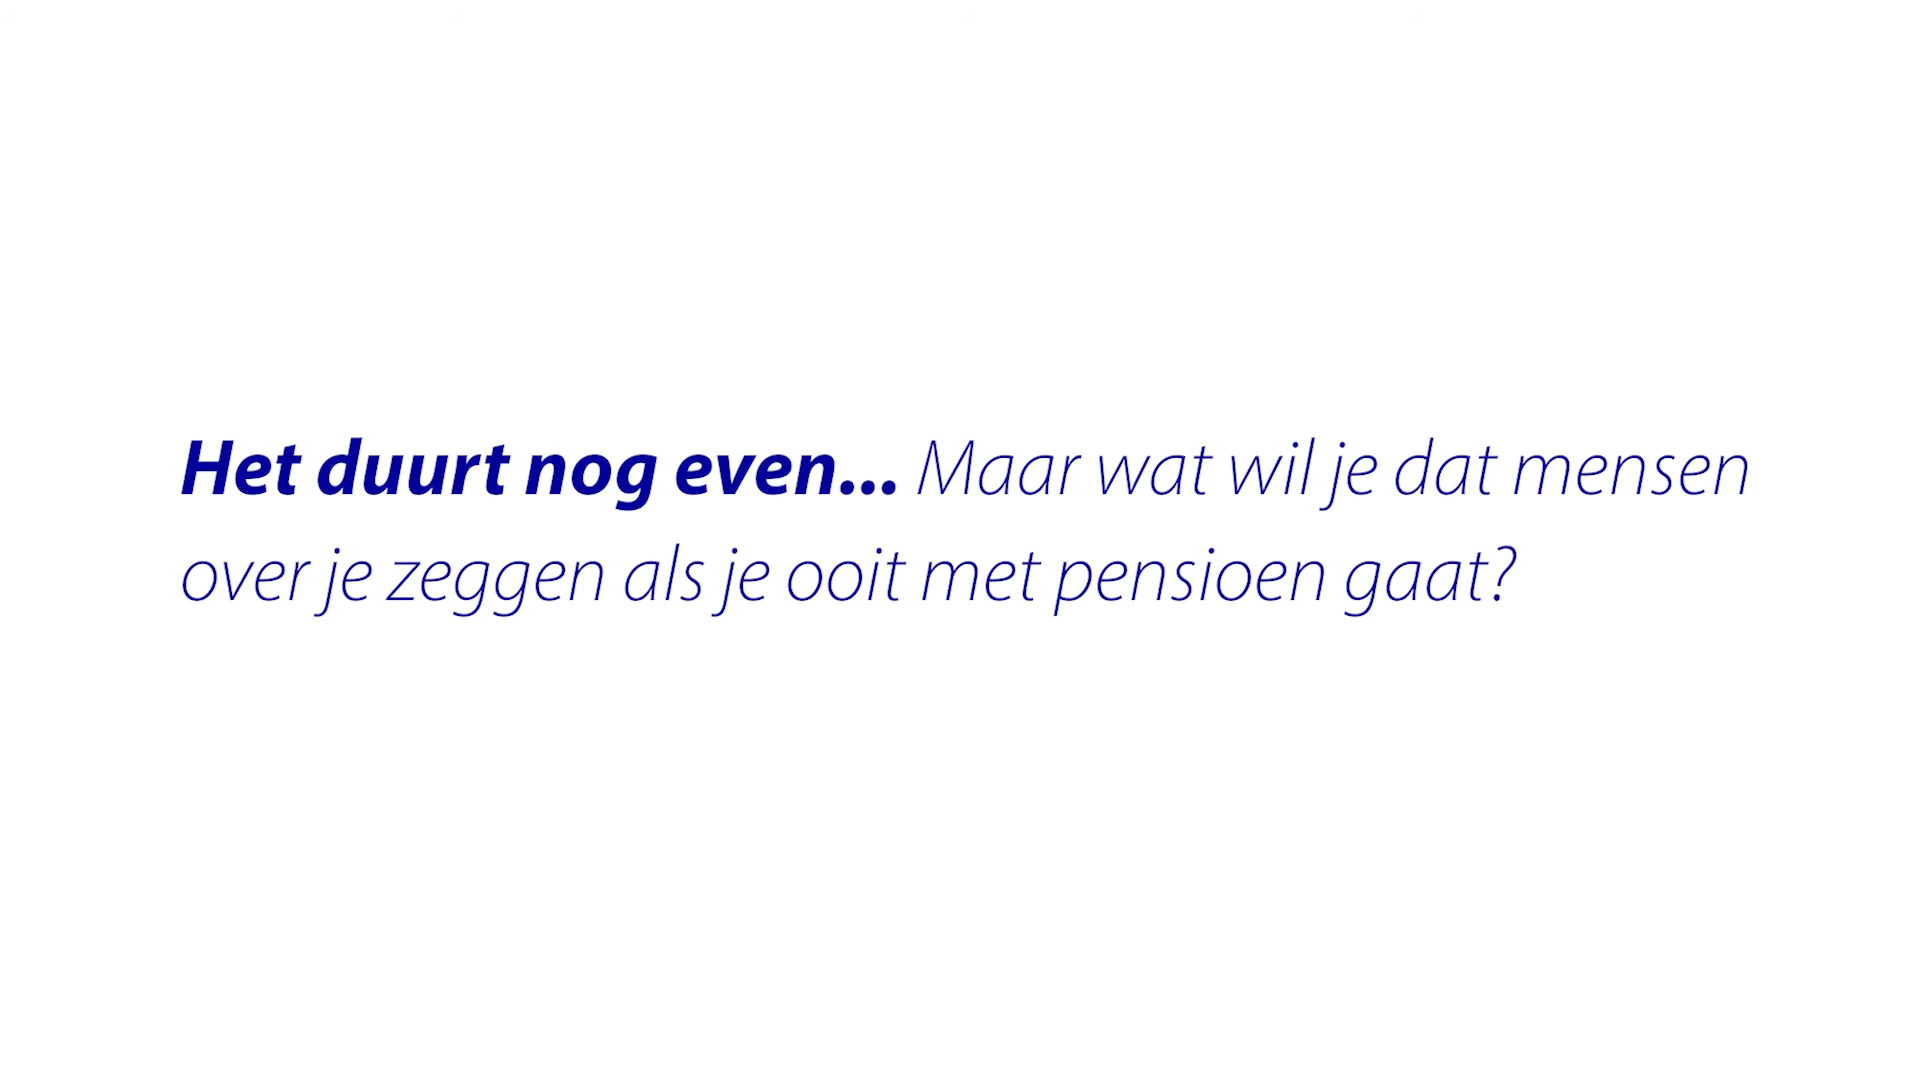 Het duurt nog even... Maar wat wil je dat mensen
over je zeggen als je ooit met pensioen gaat?